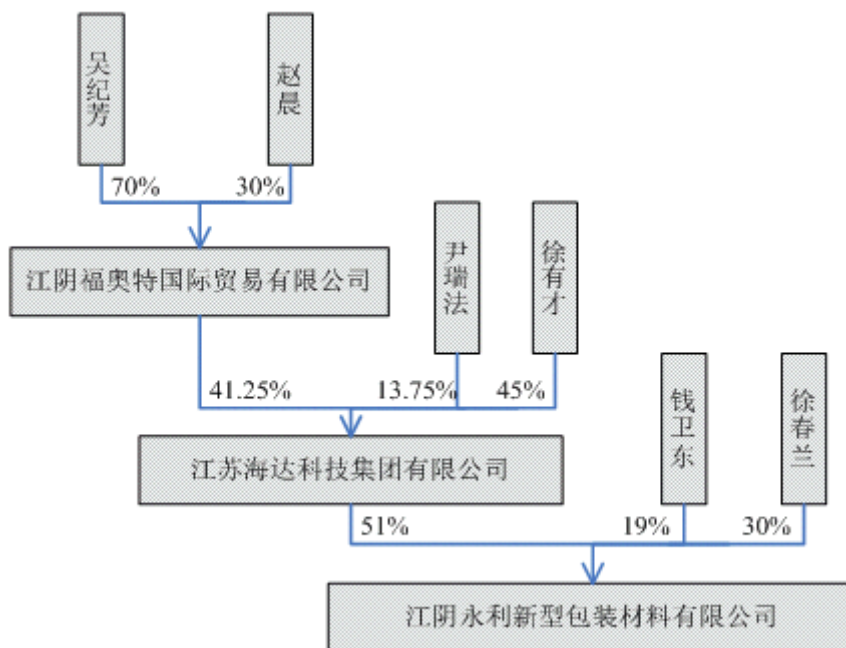 吴纪芳
赵晨
70%
30%
江阴福奥特国际贸易有限公司
尹瑞法
徐有才
41.25%
13.75%
45%
江苏海达科技集团有限公司
钱卫东
徐春兰
51%
19%
30%
江阴永利新型包装材料有限公司